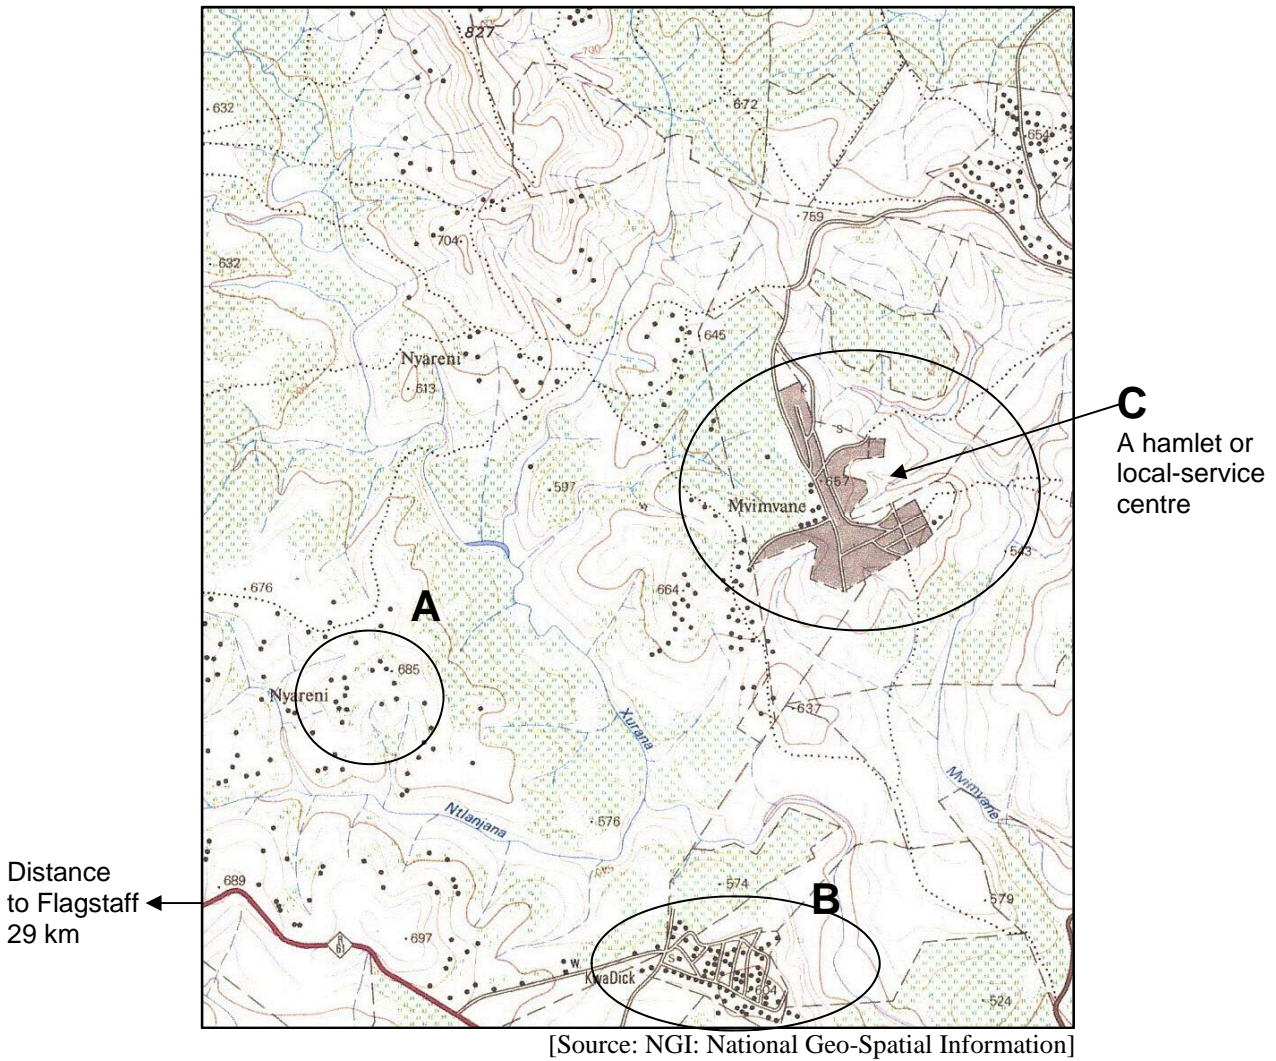 827
700
632
672
654
759
704
632
645
Nyareni
613
C
A hamlet or
local-service
centre
K
S
657
597
Mvimvane
W
543
676
664
A
685
Nyareni
637
Xurana
Mvimvane
Ntlanjana
576
Distance
to Flagstaff
29 km
689
574
B
579
R
61
697
W
S
KwaDick
604
524
[Source: NGI: National Geo-Spatial Information]